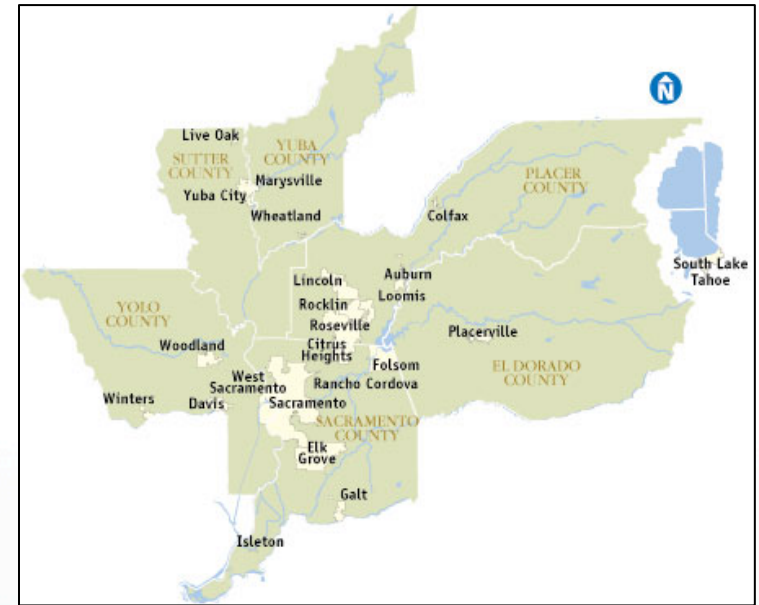 N
Live Oak
SUTTER
COUNTY
YUBA
COUNTY
Marysville
Yuba City
Wheatland
PLACER
COUNTY
Colfax
South Lake
Tahoe
Auburn
Lincoln
Loomis
Rocklin
Roseville
YOLO
COUNTY
Woodland
Citrus
Heights
Placerville
Folsom
EL DORADO
COUNTY
West
Sacramento
Rancho Cordova
Winters
Davis
Sacramento
SACRAMENTO
COUNTY
Elk
Grove
Galt
Isleton